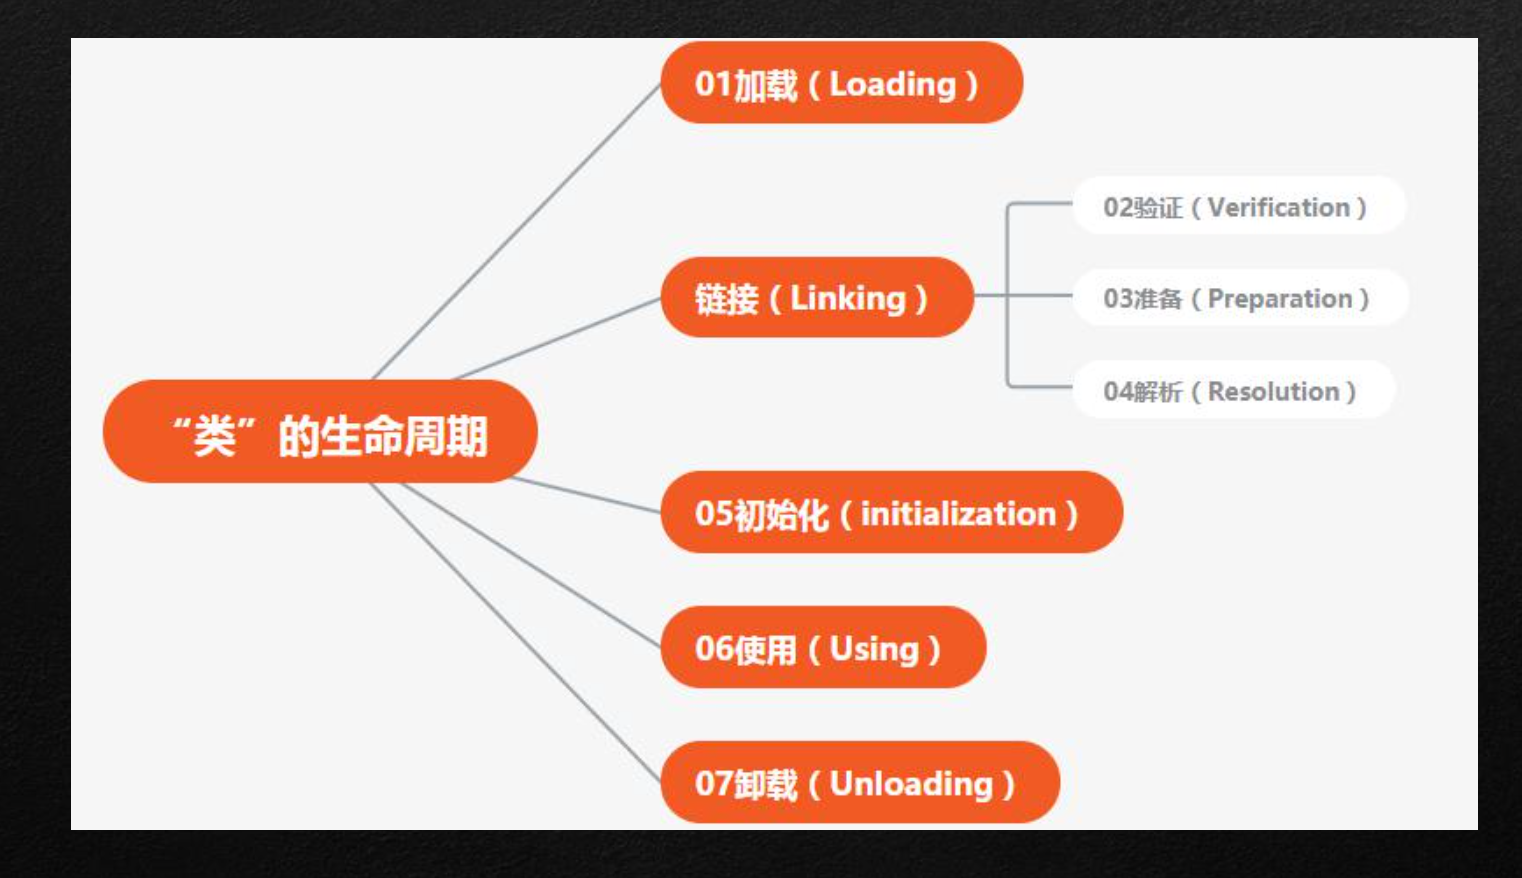 01加载（Loading）
02验证（Verification）
链接（Linking）
03准备（Preparation）
04解析（Resolution）
“类”的生命周期
05初始化（initialization）
06使用（Using）
07卸载（Unloading）